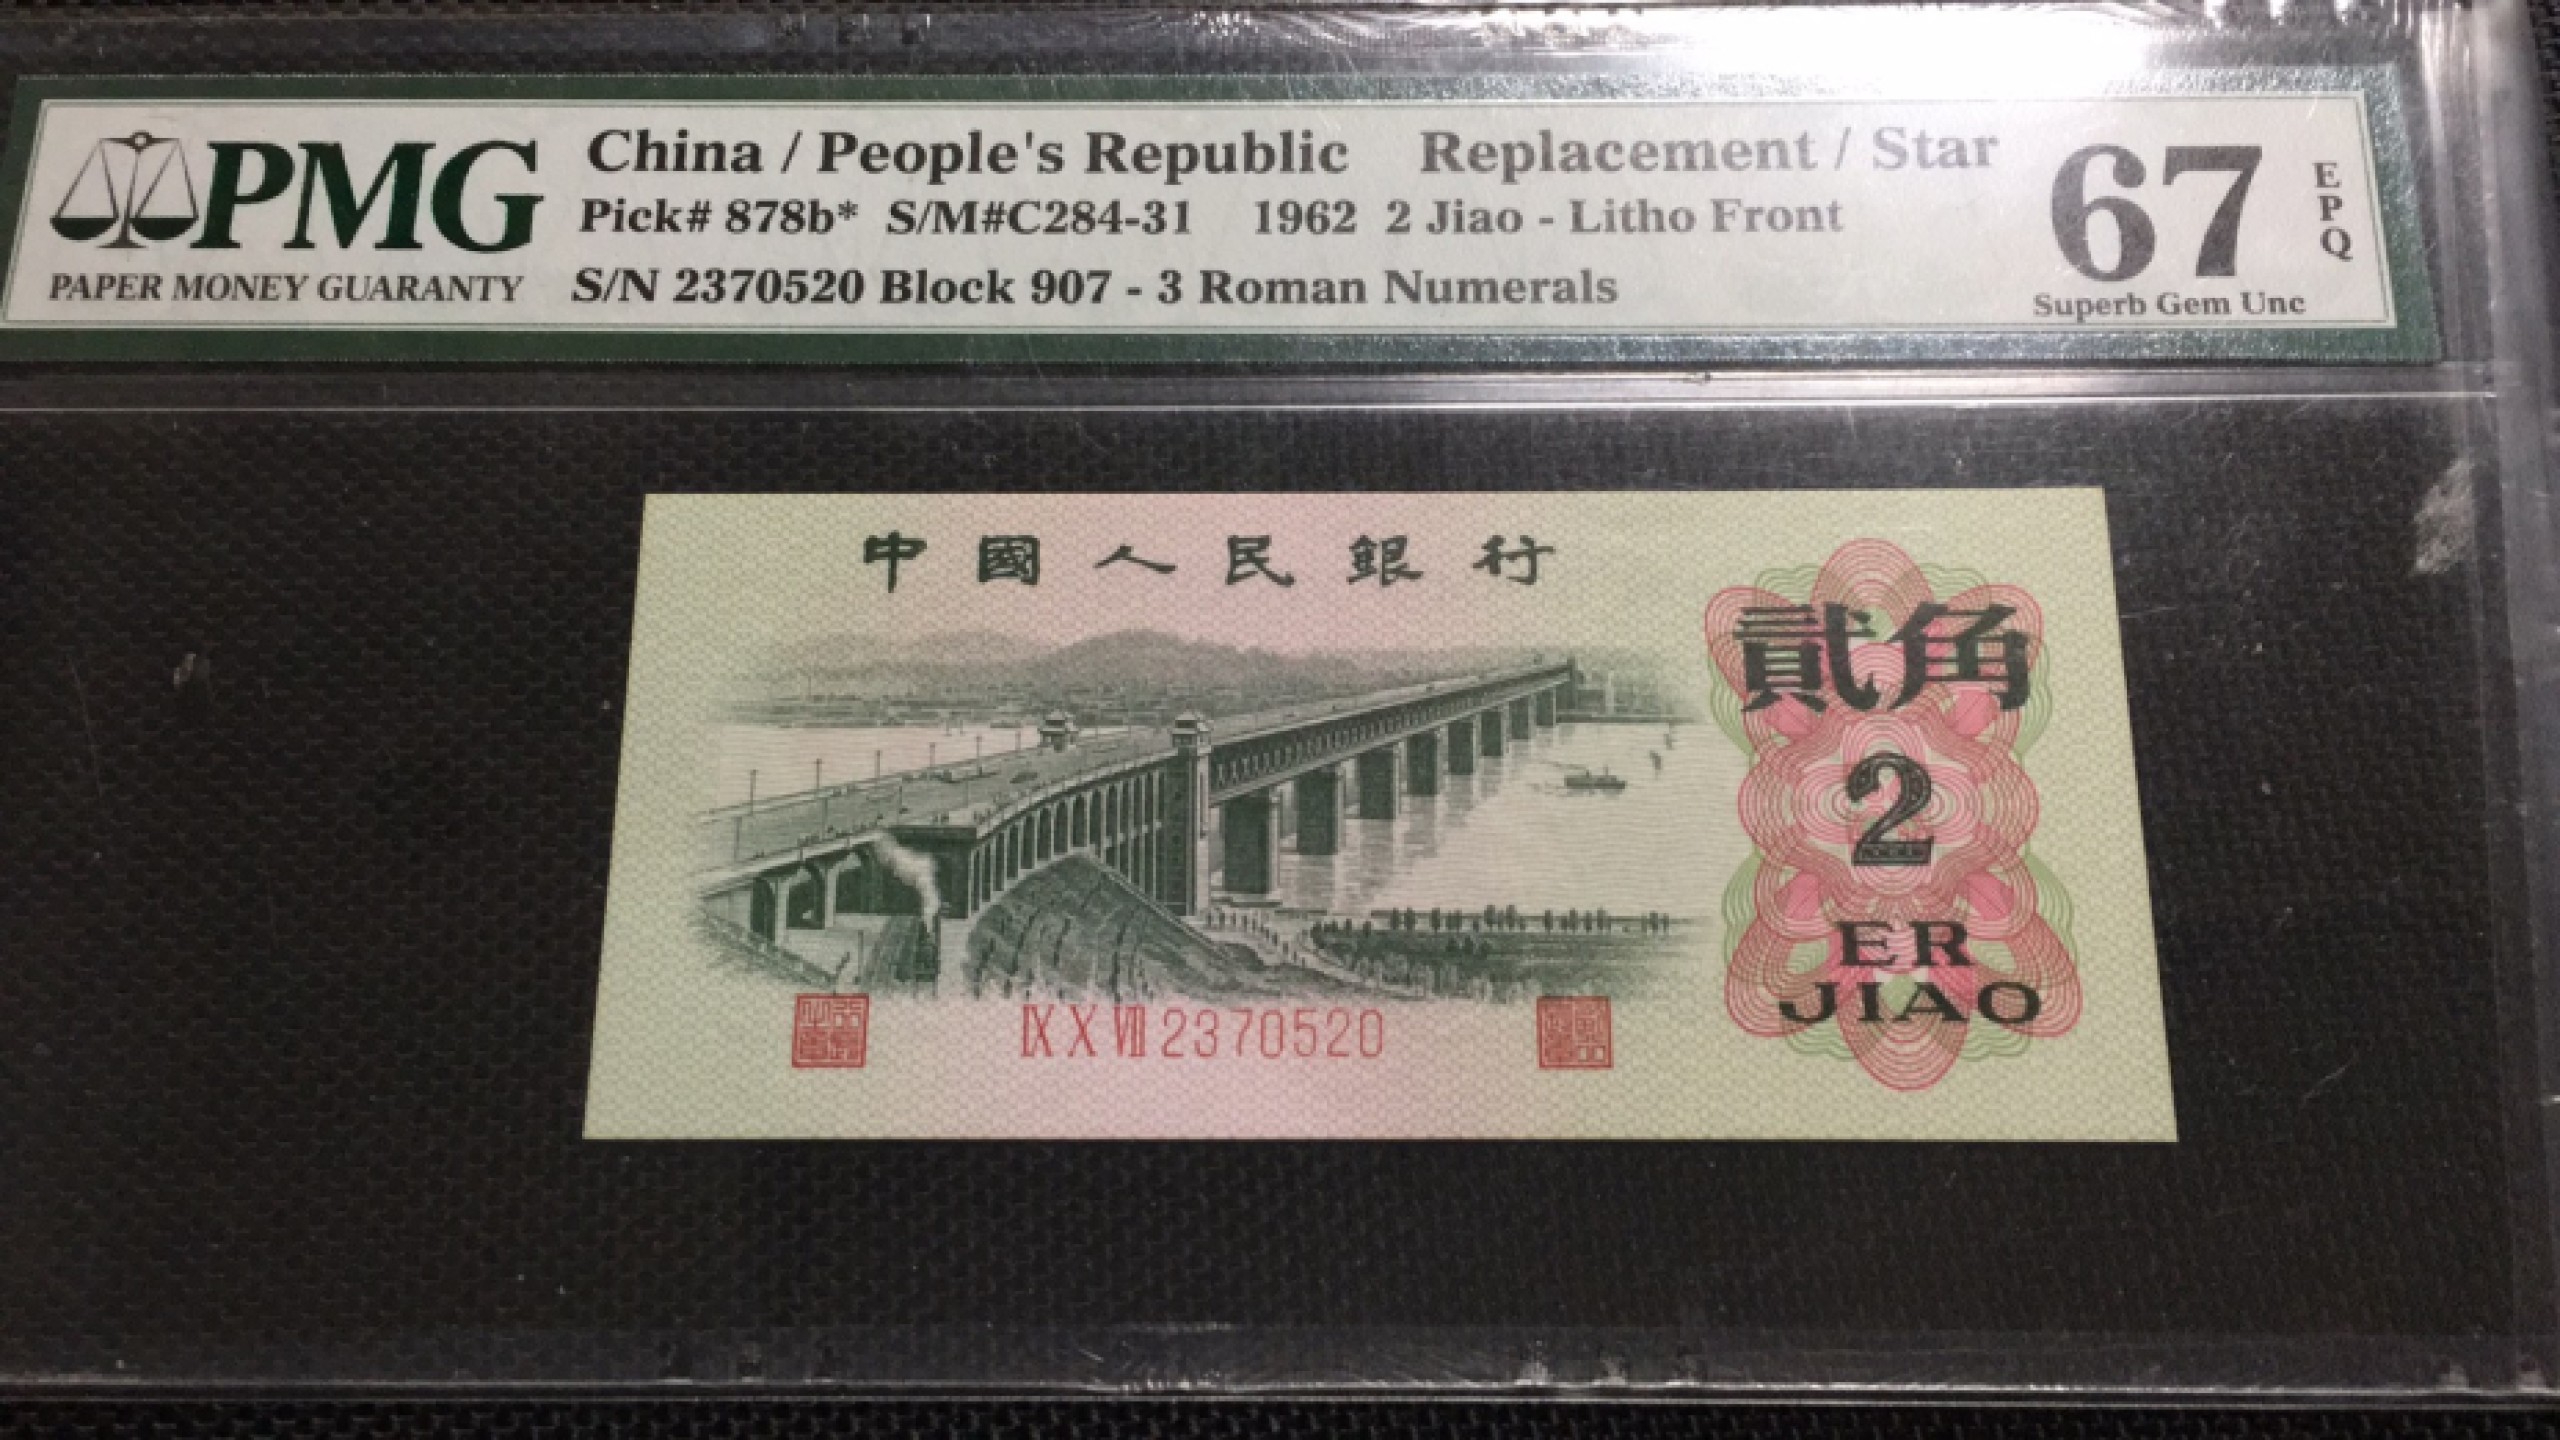 PMG
PAPER MONEY GUARANTY
China / People's Republic Replacement / Star
Pick# 878b* S/M#C284-31 1962 2 Jiao - Litho Front
S/N 2370520 Block 907 - 3 Roman Numerals
67
EPQ
Superb Gem Unc
中國人民銀行
貳角
2
ER
JIAO
IX X VII 2370520